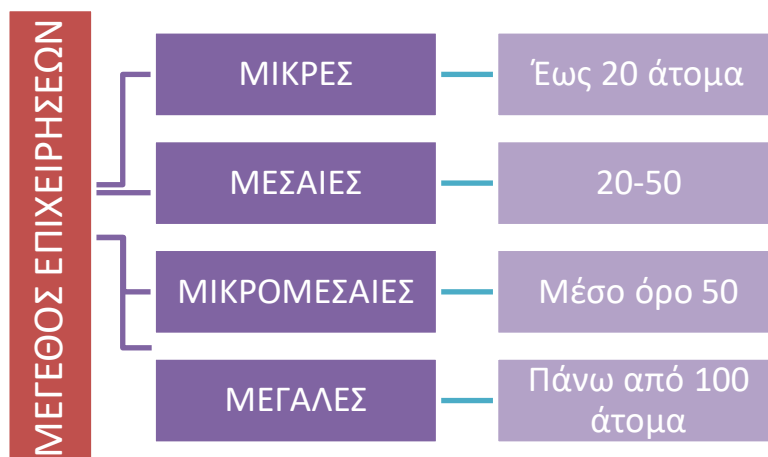 ΜΕΓΕΘΟΣ ΕΠΙΧΕΙΡΗΣΕΩΝ
ΜΙΚΡΕΣ
Έως 20 άτομα
ΜΕΣΑΙΕΣ
20-50
ΜΙΚΡΟΜΕΣΑΙΕΣ
Μέσο όρο 50
ΜΕΓΑΛΕΣ
Πάνω από 100
άτομα